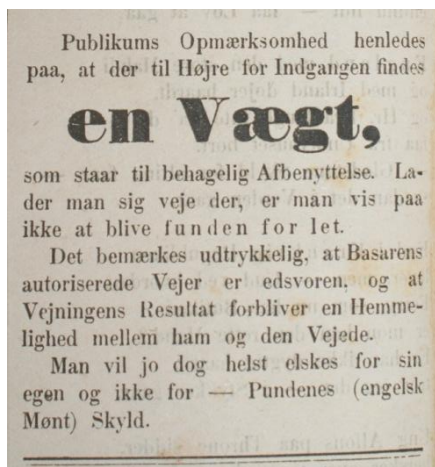 Publikums Opmærksomhed henledes
paa, at der til Højre for Indgangen findes
en Vægt,
som staar til behagelig Afbenyttelse. La-
der man sig veje der, er man vis paa
ikke at blive funden for let.
Det bemærkes udtrykkelig, at Basarens
autoriserede Vejer er edsvoren, og at
Vejningens Resultat forbliver en Hemme-
lighed mellem ham og den Vejede.
Man vil jo dog helst elskes for sin
egen og ikke for — Pundenes (engelsk
Mønt) Skyld.